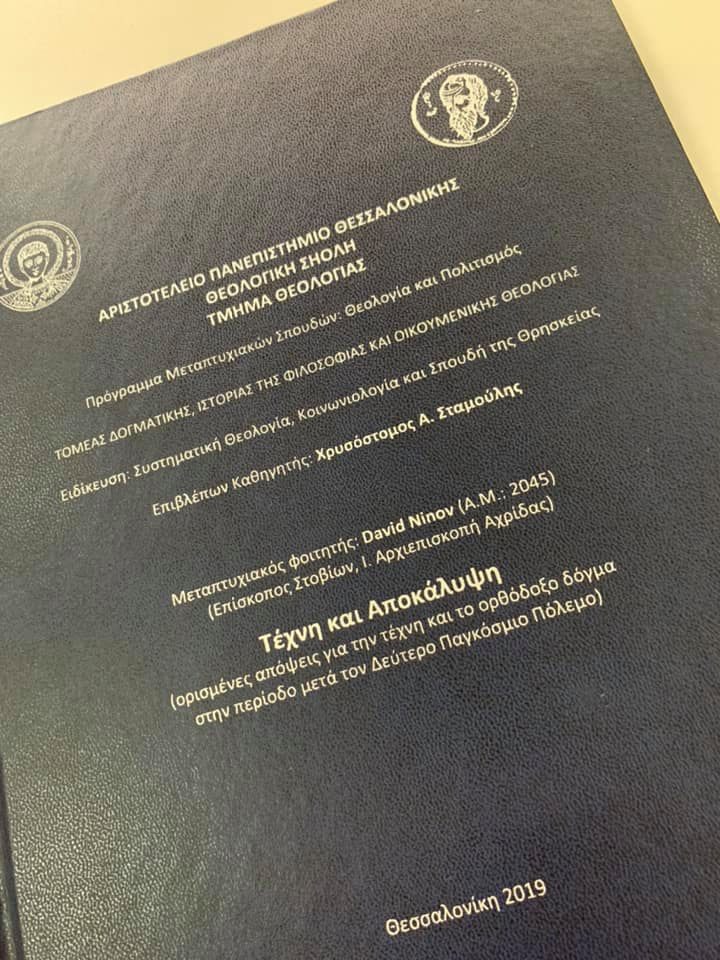 ΑΡΙΣΤΟΤΕΛΕΙΟ ΠΑΝΕΠΙΣΤΗΜΙΟ ΘΕΣΣΑΛΟΝΙΚΗΣ
ΘΕΟΛΟΓΙΚΗ ΣΗΟΛΗ
ΤΜΗΜΑ ΘΕΟΛΟΓΙΑΣ
Πρόγραμμα Μεταπτυχιακών Σπουδών: Θεολογία και Πολιτισμός
ΤΟΜΕΑΣ ΔΟΓΜΑΤΙΚΗΣ, ΙΣΤΟΡΙΑΣ ΤΗΣ ΦΙΛΟΣΟΦΙΑΣ ΚΑΙ ΟΙΚΟΥΜΕΝΙΚΗΣ ΘΕΟΛΟΓΙΑΣ
Ειδίκευση: Συστηματική Θεολογία, Κοινωνιολογία και Σπουδή της Θρησκείας
Επιβλέπων Καθηγητής: Χρυσόστομος Α. Σταμούλης
Μεταπτυχιακός φοιτητής: David Ninov (Α.Μ.: 2045)
(Επίσκοπος Στοβίων, Ι. Αρχιεπισκοπή Αχρίδας)
Τέχνη και Αποκάλυψη
(ορισμένες απόψεις για την τέχνη και το ορθόδοξο δόγμα
στην περίοδο μετά τον Δεύτερο Παγκόσμιο Πόλεμο)
Θεσσαλονίκη 2019